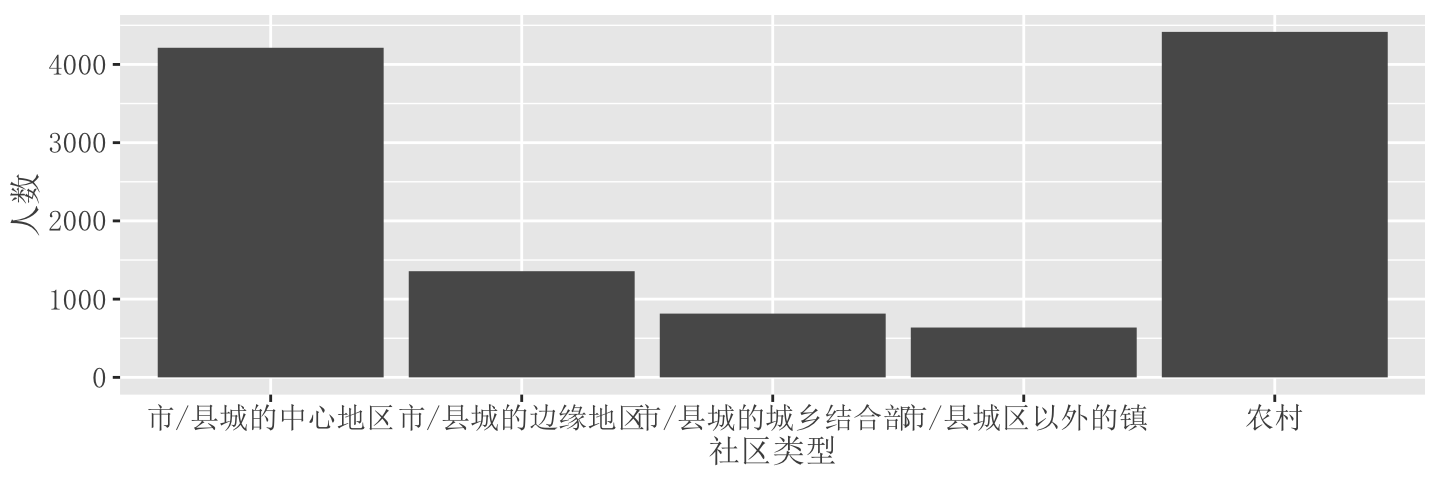 人数
4000
3000
2000
1000
0
市/县城的中心地区
市/县城的边缘地区
市/县城的城乡结合部
市/县城区以外的镇
农村
社区类型